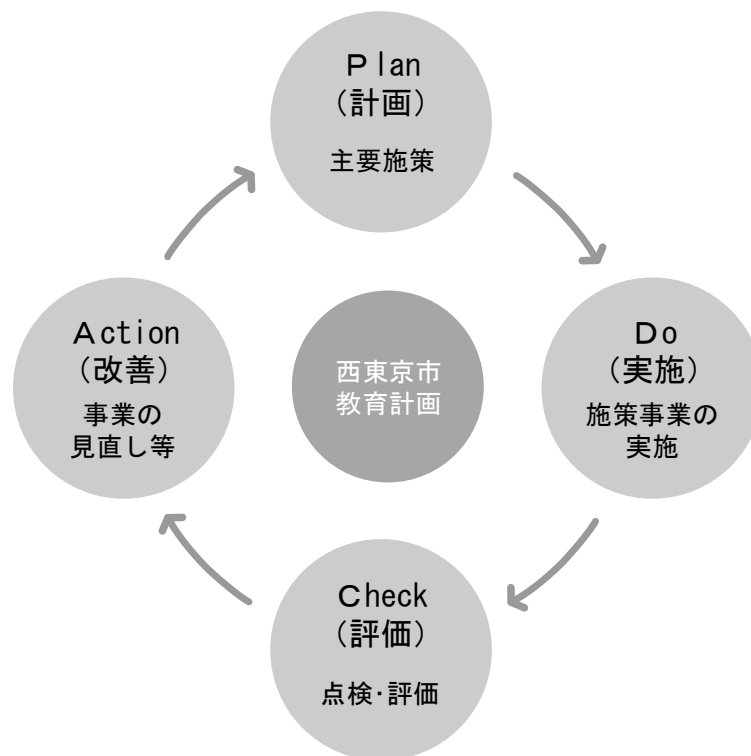 Plan
（計画）
主要施策
Do
（実施）
施策事業の
実施
Check
（評価）
点検・評価
Action
（改善）
事業の
見直し等
西東京市
教育計画